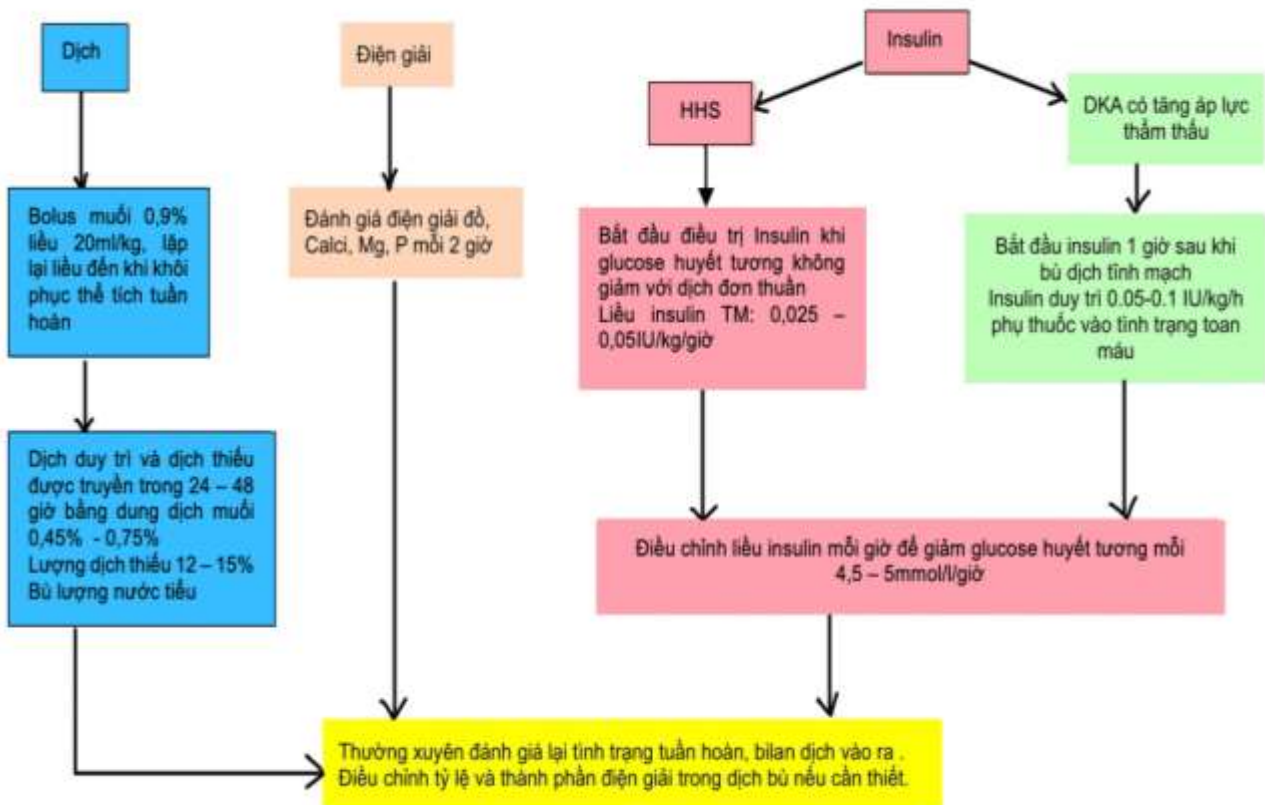 Dịch
Bolus muối 0,9%
liều 20ml/kg, lặp
lại liều đến khi khôi
phục thể tích tuần
hoàn
Dịch duy trì và dịch thiếu
được truyền trong 24 – 48
giờ bằng dung dịch muối
0,45% - 0,75%
Lượng dịch thiếu 12 – 15%
Bù lượng nước tiểu
Điện giải
Đánh giá điện giải đồ,
Calci, Mg, P mỗi 2 giờ
Insulin
HHS
Bắt đầu điều trị Insulin khi
glucose huyết tương không
giảm với dịch đơn thuần
Liều insulin TM: 0,025 –
0,05IU/kg/giờ
DKA có tăng áp lực
thẩm thấu
Bắt đầu insulin 1 giờ sau khi
bù dịch tĩnh mạch
Insulin duy trì 0.05-0.1 IU/kg/h
phụ thuộc vào tình trạng toan
máu
Điều chỉnh liều insulin mỗi giờ để giảm glucose huyết tương mỗi
4,5 – 5mmol/l/giờ
Thường xuyên đánh giá lại tình trạng tuần hoàn, bilan dịch vào ra .
Điều chỉnh tỷ lệ và thành phần điện giải trong dịch bù nếu cần thiết.